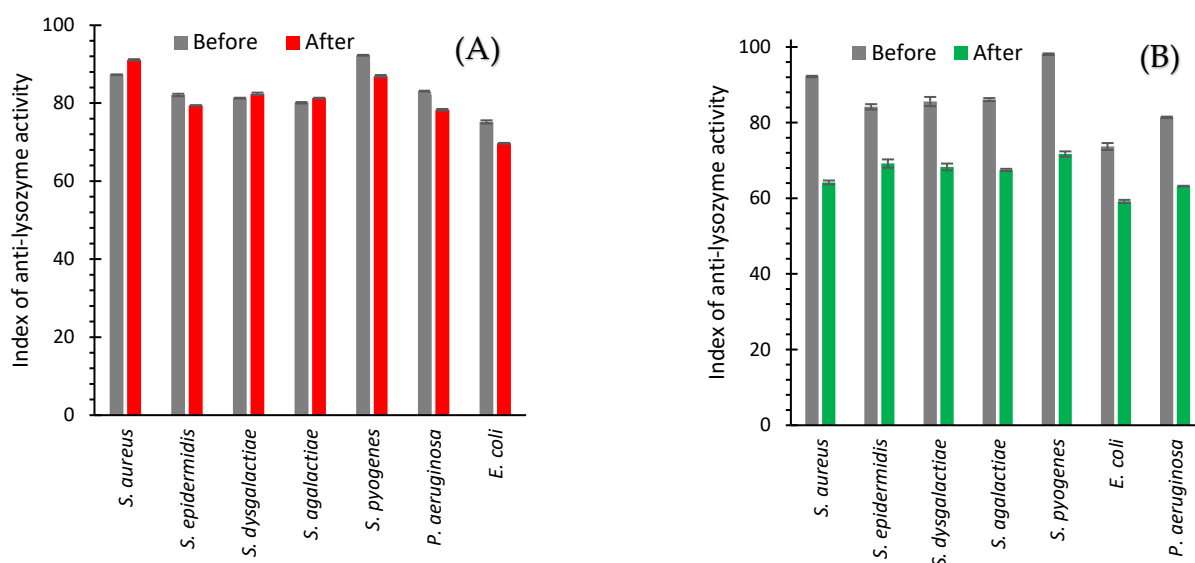 Index of anti-lysozyme activity
100
80
60
40
20
0
Before After
(A)
S. aureus
S. epidermidis
S. dysgalactiae
S. agalactiae
S. pyogenes
P. aeruginosa
E. coli
Index of anti-lysozyme activity
100
80
60
40
20
0
Before After
(B)
S. aureus
S. epidermidis
S. dysgalactiae
S. agalactiae
S. pyogenes
E. coli
P. aeruginosa